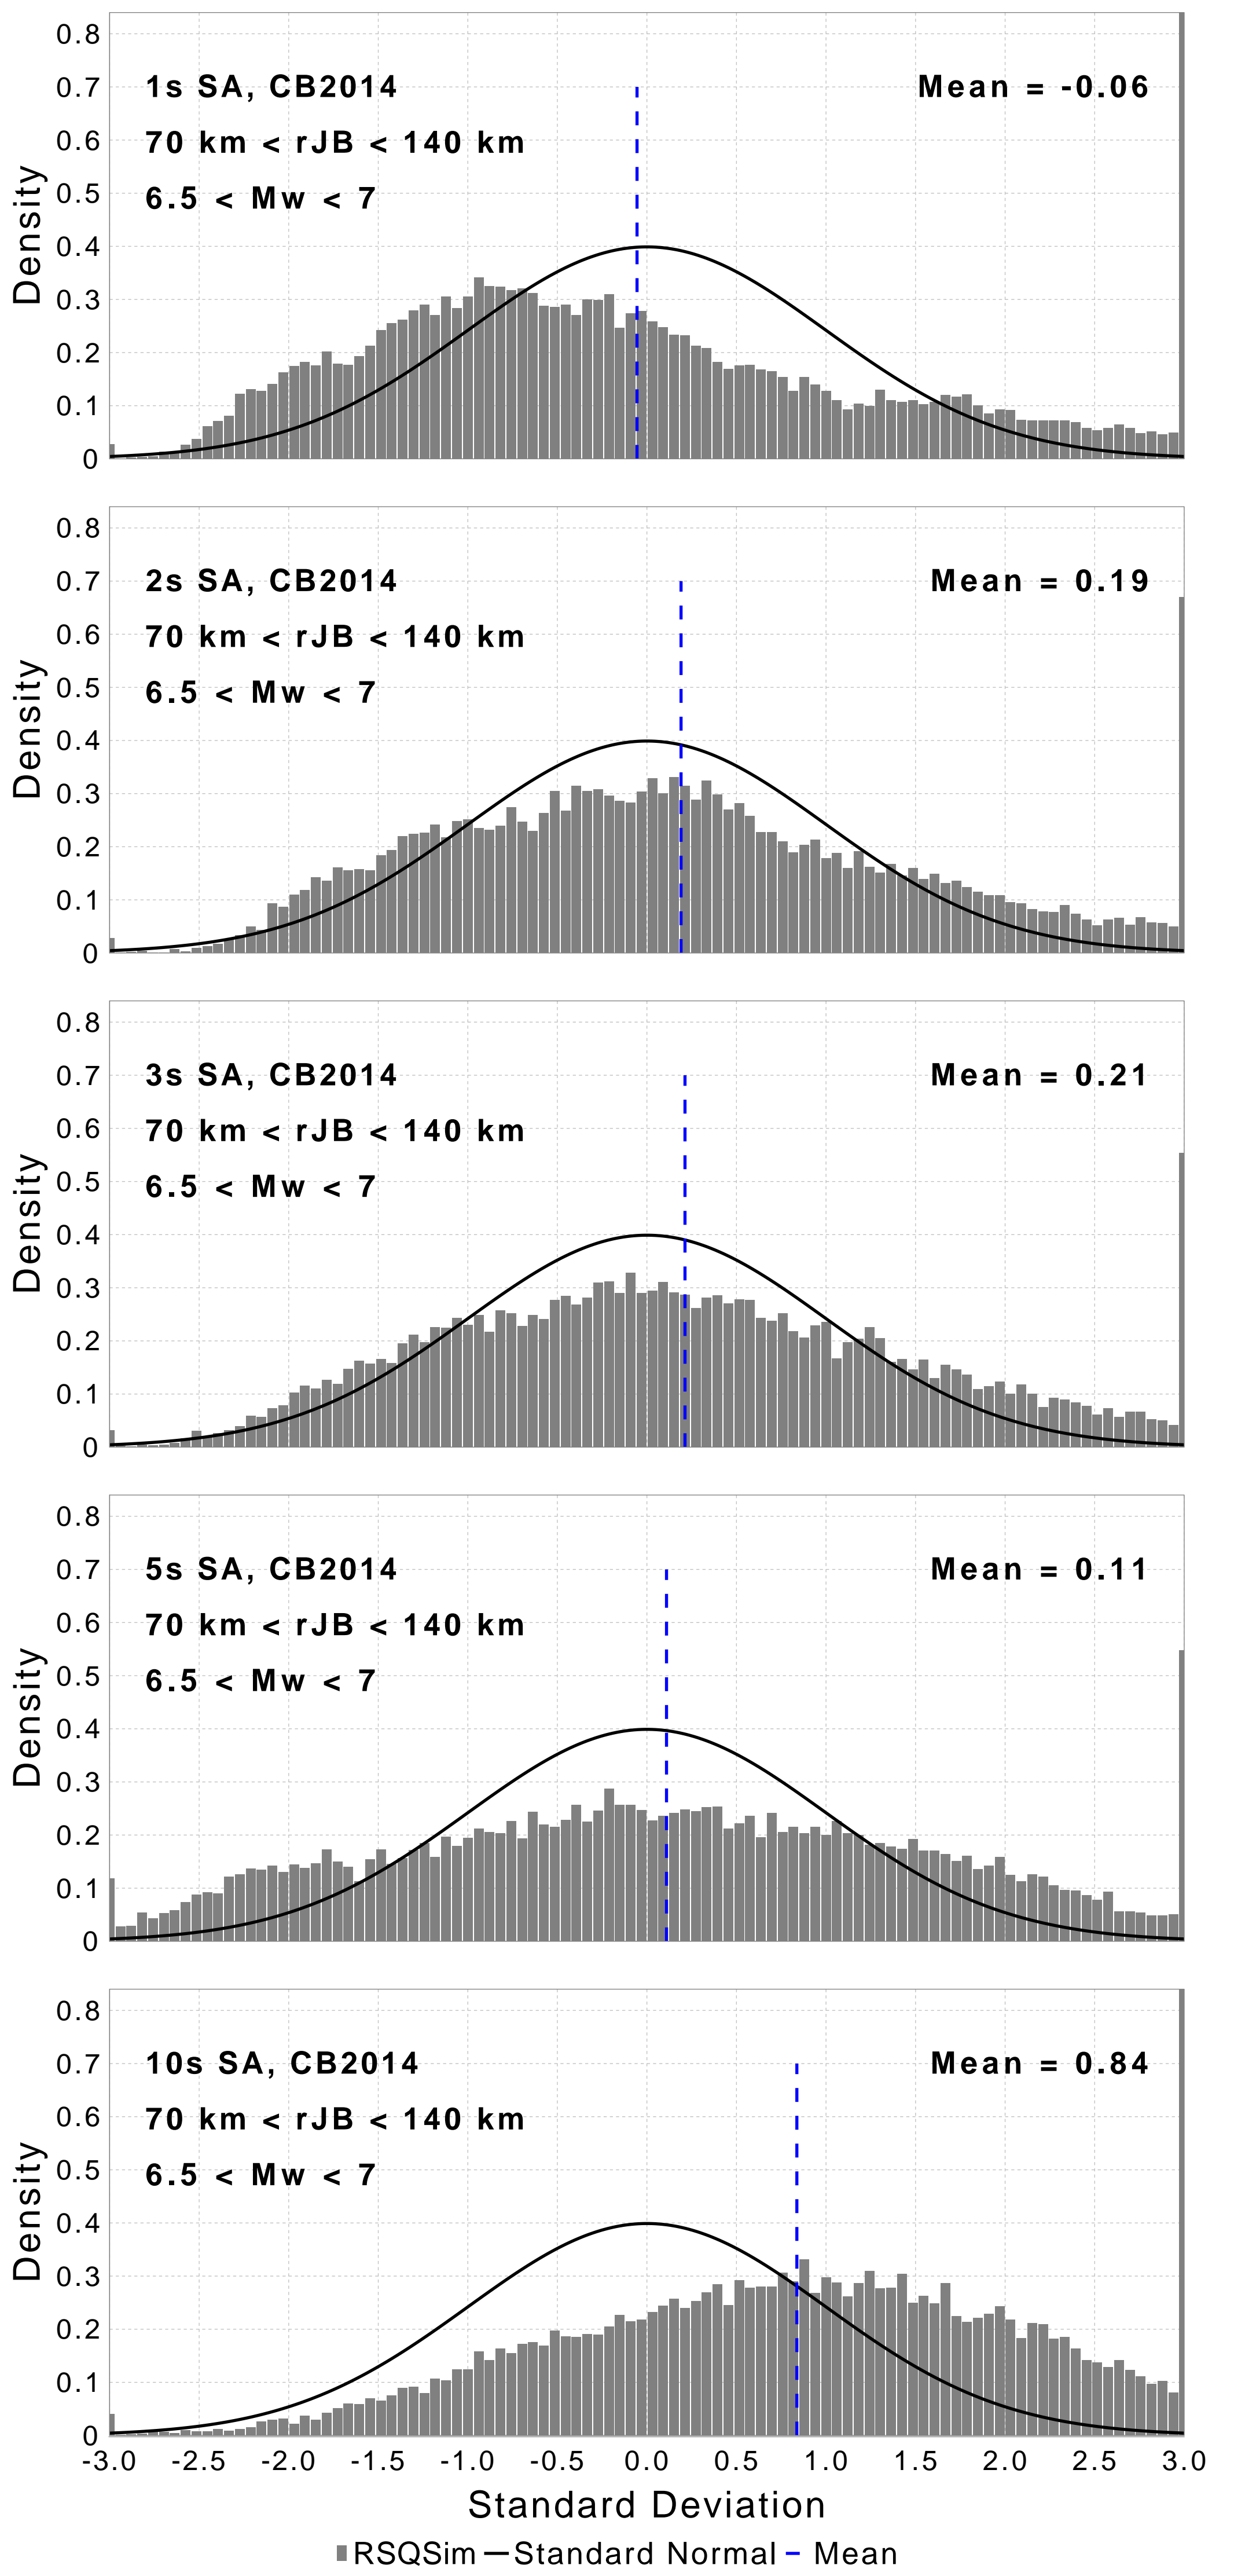 0.8
0.7
0.6
0.5
0.4
0.3
0.2
0.1
0
Density
1s SA, CB2014
Mean = -0.06
70 km < rJB < 140 km
6.5 < Mw < 7
0.8
0.7
0.6
0.5
0.4
0.3
0.2
0.1
0
Density
2s SA, CB2014
Mean = 0.19
70 km < rJB < 140 km
6.5 < Mw < 7
0.8
0.7
0.6
0.5
0.4
0.3
0.2
0.1
0
Density
3s SA, CB2014
Mean = 0.21
70 km < rJB < 140 km
6.5 < Mw < 7
0.8
0.7
0.6
0.5
0.4
0.3
0.2
0.1
0
Density
5s SA, CB2014
Mean = 0.11
70 km < rJB < 140 km
6.5 < Mw < 7
0.8
0.7
0.6
0.5
0.4
0.3
0.2
0.1
0
Density
10s SA, CB2014
Mean = 0.84
70 km < rJB < 140 km
6.5 < Mw < 7
-3.0 -2.5 -2.0 -1.5 -1.0 -0.5 0.0 0.5 1.0 1.5 2.0 2.5 3.0
Standard Deviation
RSQSim Standard Normal Mean